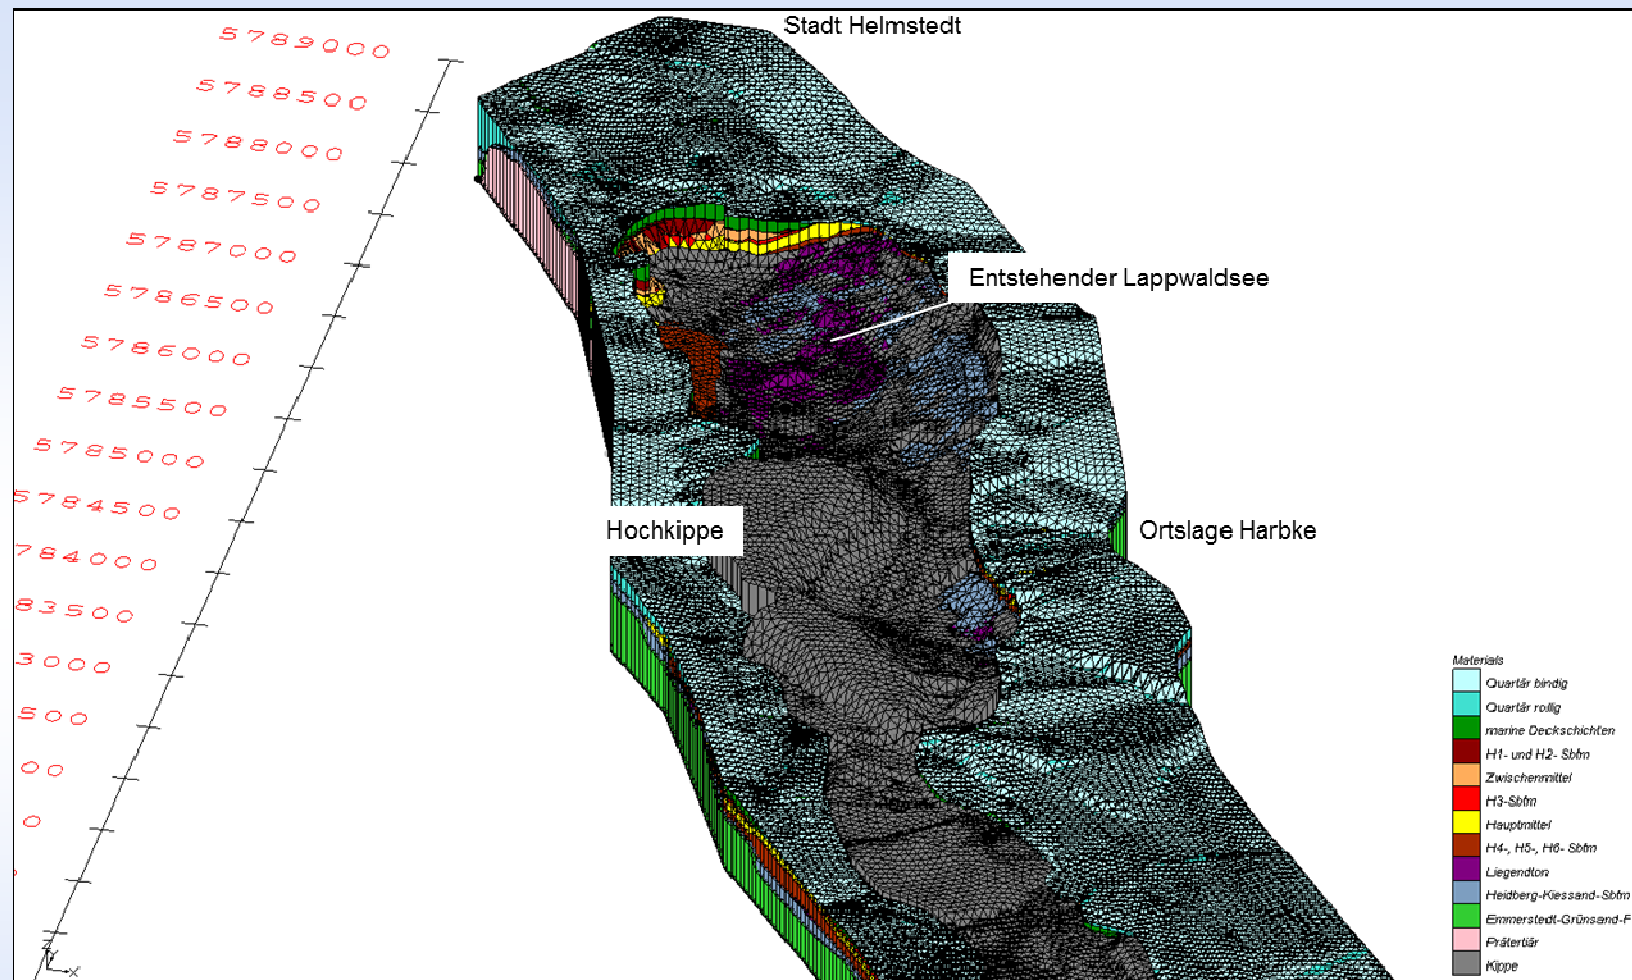 Stadt Helmstedt
5789000
5788500
5788000
5787500
5787000
5786500
5786000
5785500
5785000
5784500
784000
83500
3000
500
00
0
Entstehender Lappwaldsee
Hochkippe
Ortslage Harbke
Materials
Quartär bindig
Quartär rollig
marine Deckschichten
H1- und H2- Sbfm
Zwischenmittel
H3-Sbfm
Hauptmittel
H4-, H5-, H6- Sbfm
Liegendton
Heidberg-Kiessand-Sbfm
Emmerstedt-Grünsand-F
Prätertiär
Kippe
Z
Y
X